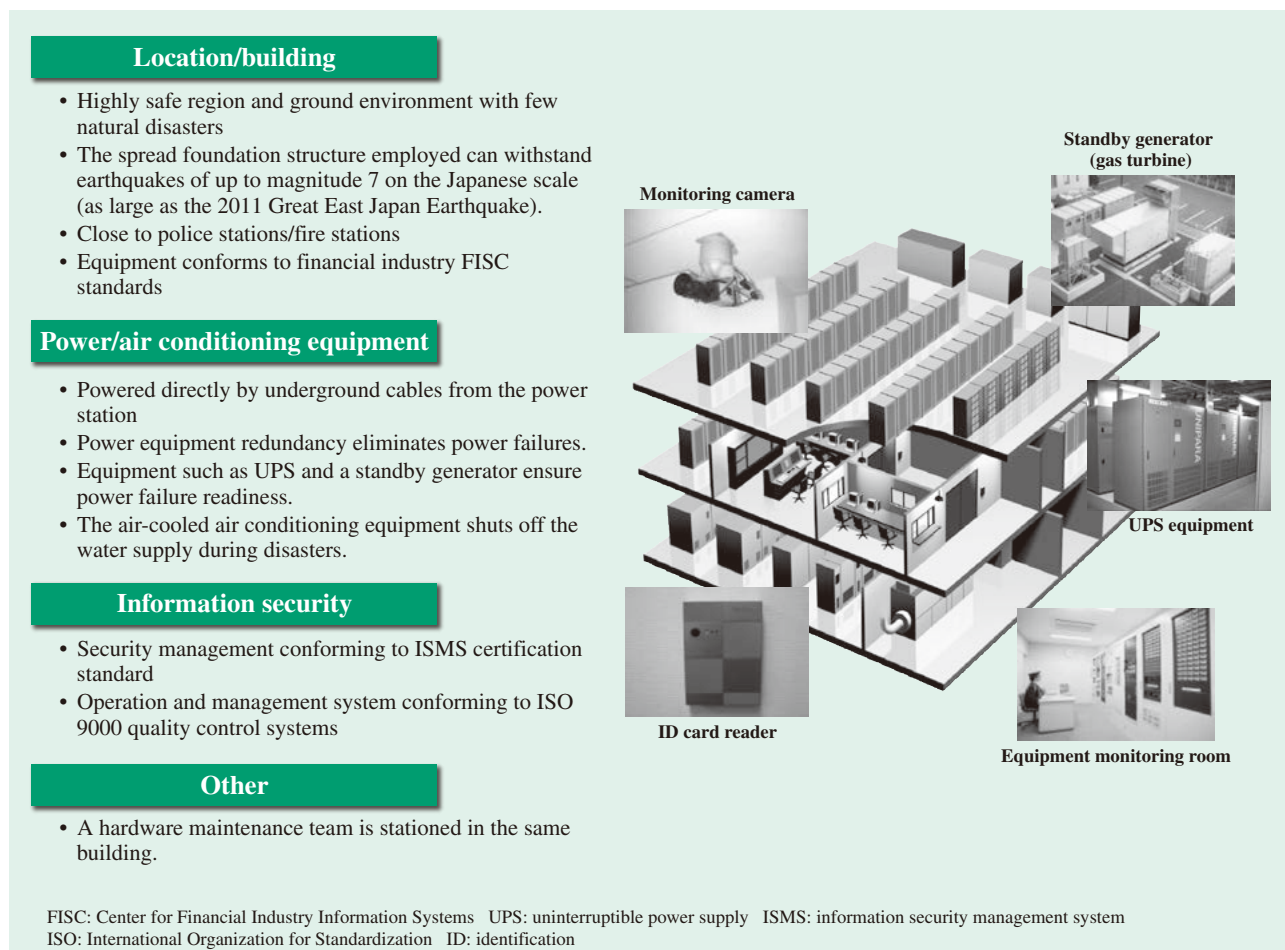 Location/building
• Highly safe region and ground environment with few
natural disasters
• The spread foundation structure employed can withstand
earthquakes of up to magnitude 7 on the Japanese scale
(as large as the 2011 Great East Japan Earthquake).
• Close to police stations/fire stations
• Equipment conforms to financial industry FISC
standards
Power/air conditioning equipment
• Powered directly by underground cables from the power
station
• Power equipment redundancy eliminates power failures.
• Equipment such as UPS and a standby generator ensure
power failure readiness.
• The air-cooled air conditioning equipment shuts off the
water supply during disasters.
Information security
• Security management conforming to ISMS certification
standard
• Operation and management system conforming to ISO
9000 quality control systems
Other
• A hardware maintenance team is stationed in the same
building.
Monitoring camera
Standby generator
(gas turbine)
UNIPARA
UPS equipment
ID card reader
Equipment monitoring room
FISC: Center for Financial Industry Information Systems UPS: uninterruptible power supply ISMS: information security management system
ISO: International Organization for Standardization ID: identification